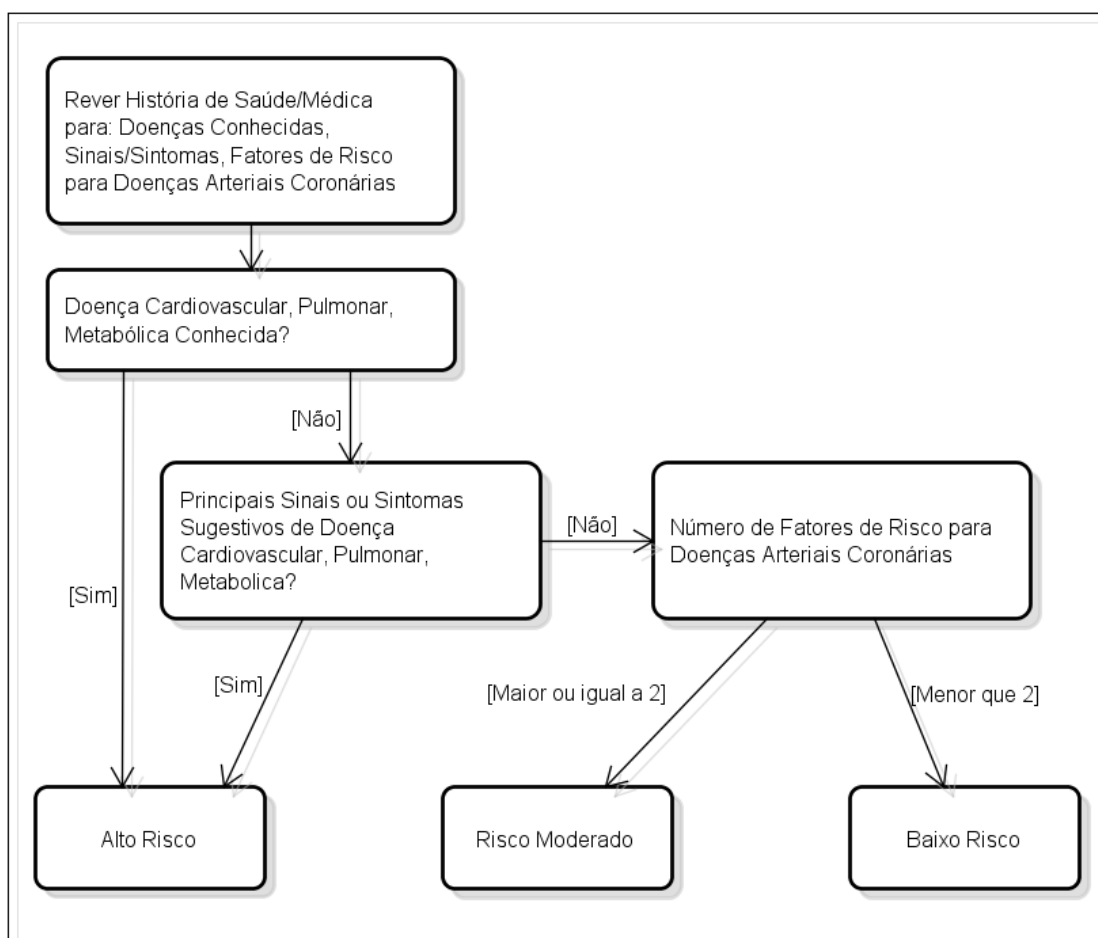 Rever História de Saúde/Médica
para: Doenças Conhecidas,
Sinais/Sintomas, Fatores de Risco
para Doenças Arteriais Coronárias
Doença Cardiovascular, Pulmonar,
Metabólica Conhecida?
[Não]
Principais Sinais ou Sintomas
Sugestivos de Doença
Cardiovascular, Pulmonar,
Metabolica?
[Não]
Número de Fatores de Risco para
Doenças Arteriais Coronárias
[Sim]
[Sim]
[Maior ou igual a 2]
[Menor que 2]
Alto Risco
Risco Moderado
Baixo Risco